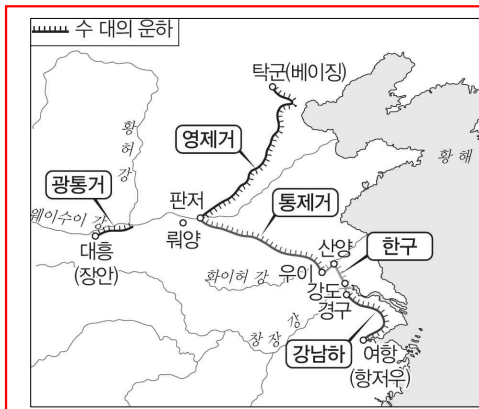 수 대의 운하
탁군(베이징)
황허 강
영제거
황해
광통거
판저
통제거
웨이수이 강
뤄양
산양
한구
대흥
(장안)
화이허 강
우이
강도
경구
창장 강
강남하
여항
(항저우)